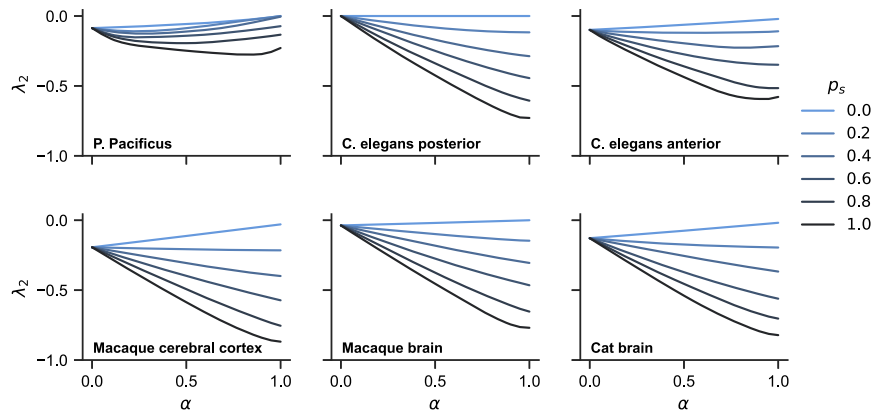 0.0
−0.5
−1.0
λ2
P. Pacificus
C. elegans posterior
C. elegans anterior
ps
0.0
0.2
0.4
0.6
0.8
1.0
0.0
−0.5
−1.0
λ2
Macaque cerebral cortex
Macaque brain
Cat brain
0.0 0.5 1.0
0.0 0.5 1.0
0.0 0.5 1.0
α
α
α